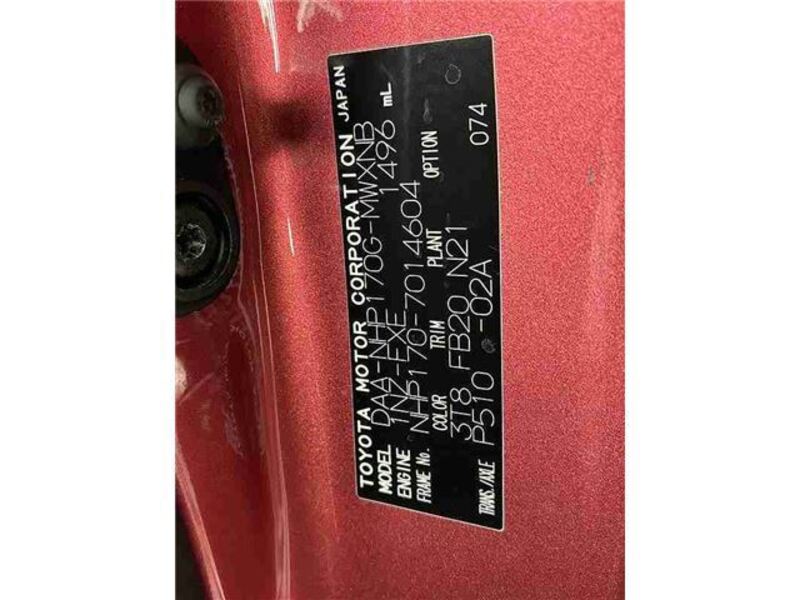 TOYOTA MOTOR CORPORATION JAPAN
MODEL DAA-NHP170G-MWXNB
ENGINE 1NZ-EXE 1496 mL
FRAME No. NHP170-7014604
COLOR TRIM PLANT OPTION
3T8 FB20 N21
TRANS./AXLE P510 -02A 074